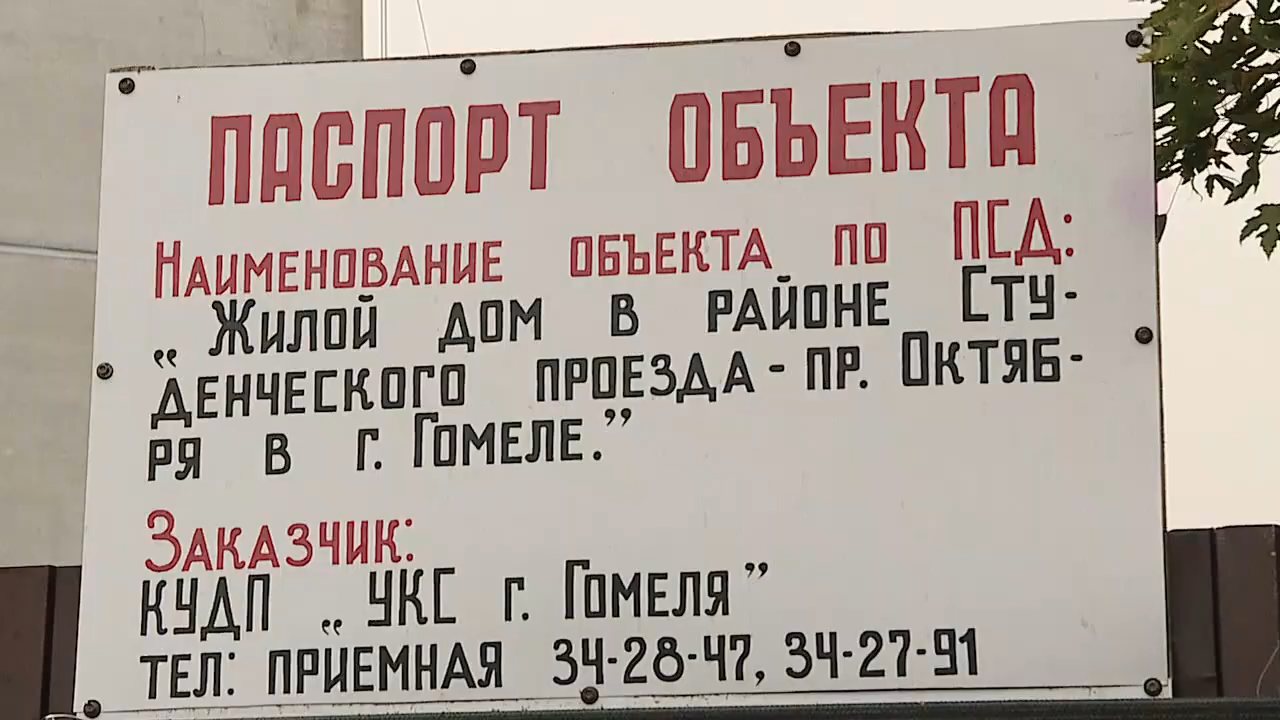 ПАСПОРТ ОБЪЕКТА
НАИМЕНОВАНИЕ ОБЪЕКТА ПО ПСД:
„ЖИЛОЙ ДОМ В РАЙОНЕ СТУ-
ДЕНЧЕСКОГО ПРОЕЗДА - ПР. ОКТЯБ-
РЯ В г. ГОМЕЛЕ.”
ЗАКАЗЧИК:
КУДП „УКС г. ГОМЕЛЯ”
ТЕЛ: ПРИЕМНАЯ 34-28-47, 34-27-91